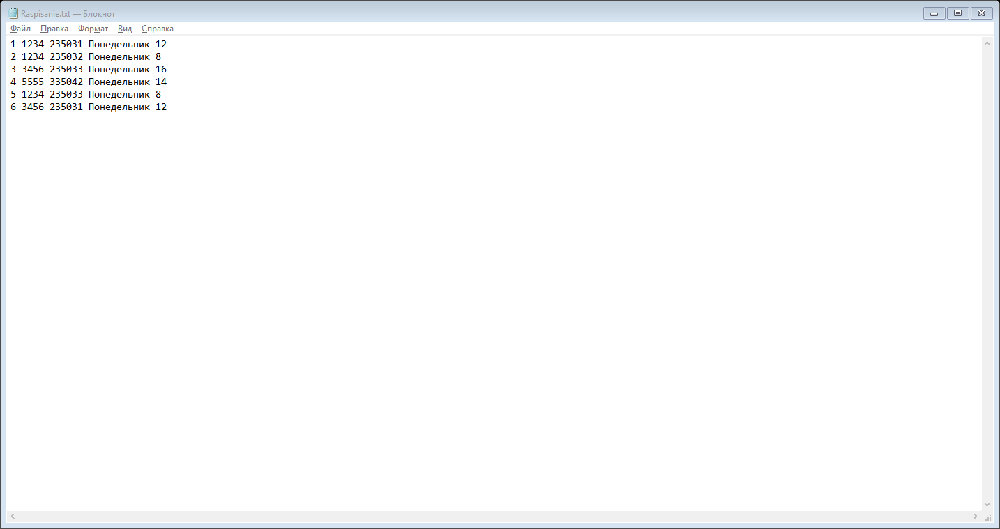 Raspisanie.txt — Блокнот
Файл Правка Формат Вид Справка
1 1234 235031 Понедельник 12
2 1234 235032 Понедельник 8
3 3456 235033 Понедельник 16
4 5555 335042 Понедельник 14
5 1234 235033 Понедельник 8
6 3456 235031 Понедельник 12